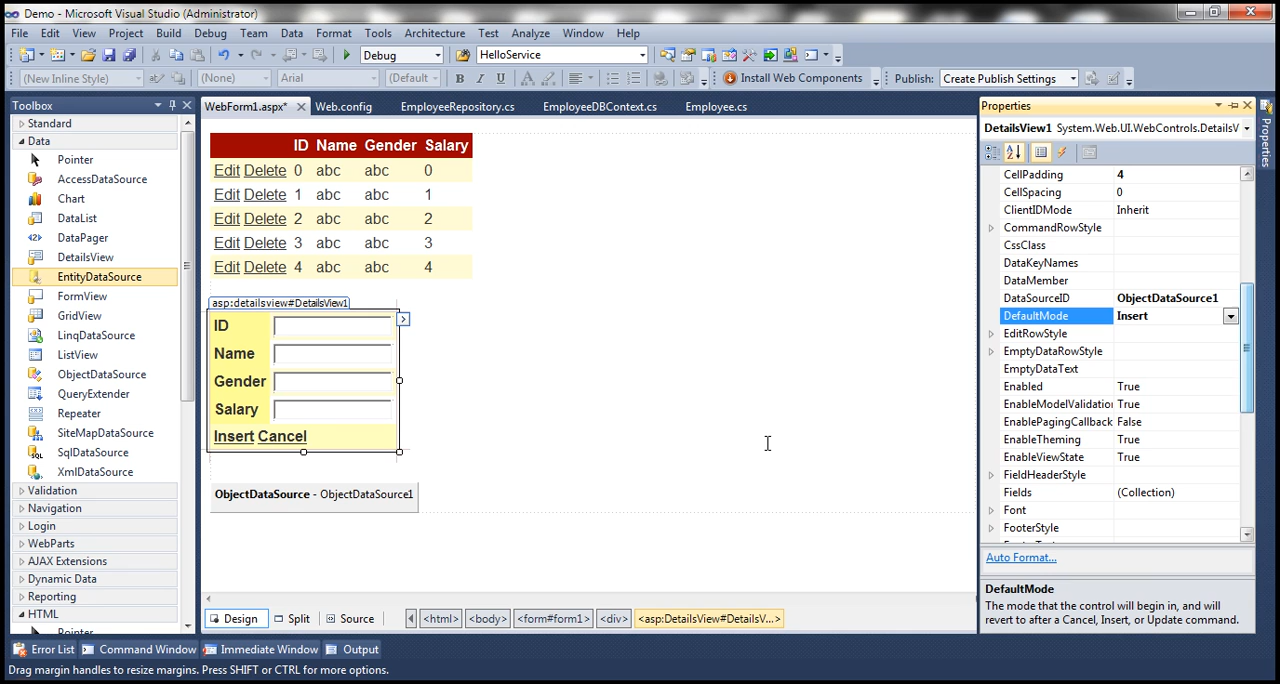 Demo - Microsoft Visual Studio (Administrator)
File Edit View Project Build Debug Team Data Format Tools Architecture Test Analyze Window Help
Debug HelloService
(New Inline Style) (None) Arial (Default B I U A Install Web Components Publish: Create Publish Settings
Toolbox
WebForm1.aspx* Web.config EmployeeRepository.cs EmployeeDBContext.cs Employee.cs
Standard
Data
Pointer
AccessDataSource
Chart
DataList
DataPager
DetailsView
EntityDataSource
FormView
GridView
LinqDataSource
ListView
ObjectDataSource
QueryExtender
Repeater
SiteMapDataSource
SqlDataSource
XmlDataSource
Validation
Navigation
Login
WebParts
AJAX Extensions
Dynamic Data
Reporting
HTML
Pointer
ID Name Gender Salary
Edit Delete 0 abc abc 0
Edit Delete 1 abc abc 1
Edit Delete 2 abc abc 2
Edit Delete 3 abc abc 3
Edit Delete 4 abc abc 4
asp:detailsview#DetailsView1
ID
Name
Gender
Salary
Insert Cancel
ObjectDataSource - ObjectDataSource1
Design Split Source <html> <body> <form#form1> <div> <asp:DetailsView#DetailsV...>
Properties
DetailsView1 System.Web.UI.WebControls.DetailsV
CellPadding 4
CellSpacing 0
ClientIDMode Inherit
CommandRowStyle
CssClass
DataKeyNames
DataMember
DataSourceID ObjectDataSource1
DefaultMode Insert
EditRowStyle
EmptyDataRowStyle
EmptyDataText
Enabled True
EnableModelValidation True
EnablePagingCallback False
EnableTheming True
EnableViewState True
FieldHeaderStyle
Fields (Collection)
Font
FooterStyle
Auto Format...
DefaultMode
The mode that the control will begin in, and will
revert to after a Cancel, Insert, or Update command.
Properties
Error List Command Window Immediate Window Output
Drag margin handles to resize margins. Press SHIFT or CTRL for more options.